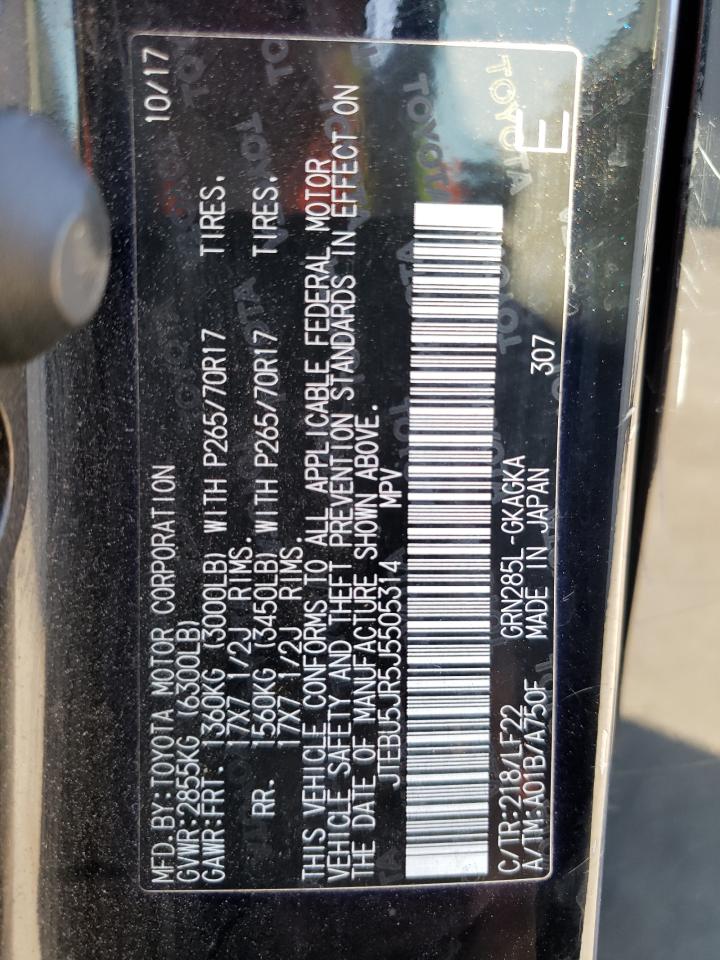 MFD.BY:TOYOTA MOTOR CORPORATION 10/17
GVWR:2855KG (6300LB)
GAWR:FRT. 1360KG (3000LB) WITH P265/70R17 TIRES.
17X7 1/2J RIMS.
RR. 1560KG (3450LB) WITH P265/70R17 TIRES.
17X7 1/2J RIMS.
THIS VEHICLE CONFORMS TO ALL APPLICABLE FEDERAL MOTOR
VEHICLE SAFETY AND THEFT PREVENTION STANDARDS IN EFFECT ON
THE DATE OF MANUFACTURE SHOWN ABOVE.
JTEBU5JR5J5505314 MPV
C/TR:218/LF22 GRN285L-GKAGKA
A/TM:A01B/A750F MADE IN JAPAN 307 E
TOYOTA